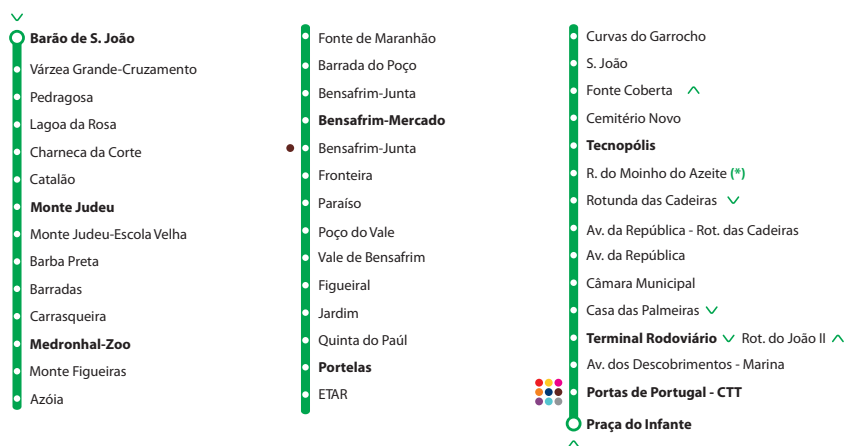 Barão de S. João
Várzea Grande-Cruzamento
Pedragosa
Lagoa da Rosa
Charneca da Corte
Catalão
Monte Judeu
Monte Judeu-Escola Velha
Barba Preta
Barradas
Carrasqueira
Medronhal-Zoo
Monte Figueiras
Azóia
Fonte de Maranhão
Barrada do Poço
Bensafrim-Junta
Bensafrim-Mercado
Bensafrim-Junta
Fronteira
Paraíso
Poço do Vale
Vale de Bensafrim
Figueiral
Jardim
Quinta do Paúl
Portelas
ETAR
Curvas do Garrocho
S. João
Fonte Coberta
Cemitério Novo
Tecnopólis
R. do Moinho do Azeite (*)
Rotunda das Cadeiras
Av. da República - Rot. das Cadeiras
Av. da República
Câmara Municipal
Casa das Palmeiras
Terminal Rodoviário Rot. do João II
Av. dos Descobrimentos - Marina
Portas de Portugal - CTT
Praça do Infante